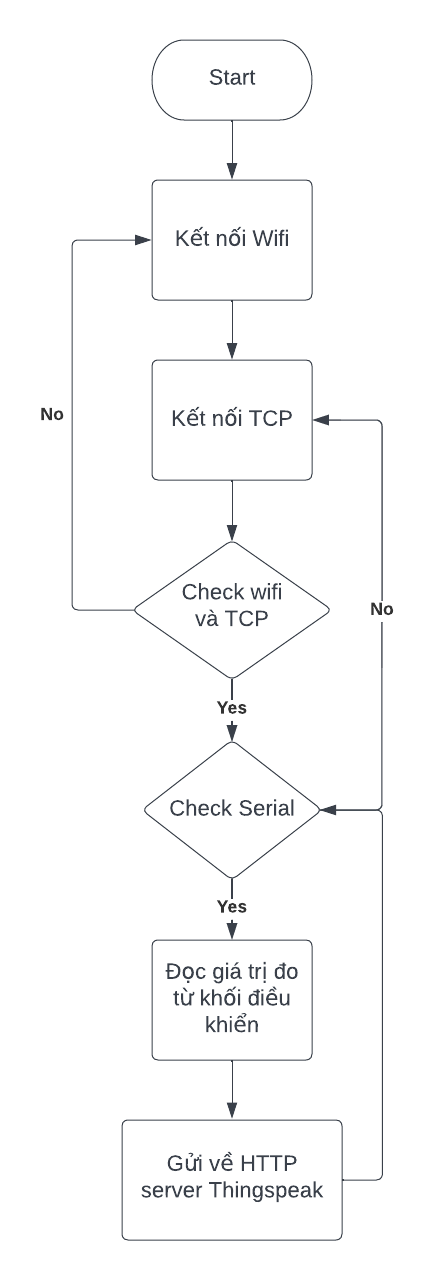 Start
Kết nối Wifi
No
Kết nối TCP
Check wifi
và TCP
No
Yes
Check Serial
Yes
Đọc giá trị đo
từ khối điều
khiển
Gửi về HTTP
server Thingspeak